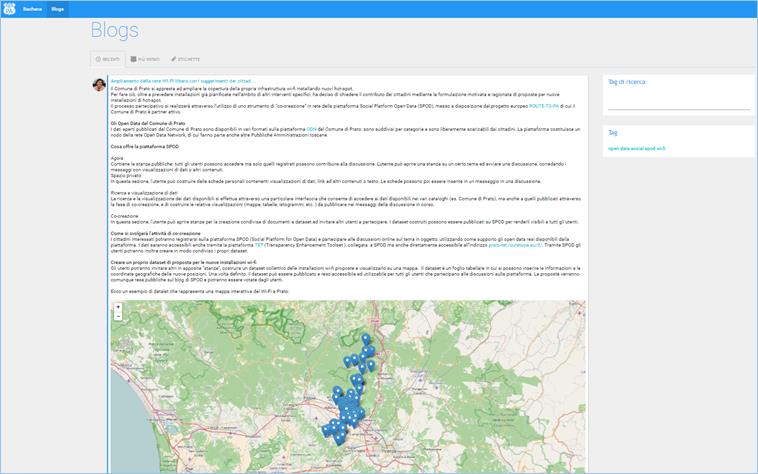 Bacheca Blogs
Blogs
RECENTI PIÙ VISTATI ETICHETTE
Ampliamento della rete Wi-Fi libera con i suggerimenti dei cittad...
Il Comune di Prato si appresta ad ampliare la copertura della propria infrastruttura wi-fi installando nuovi hot-spot.
Per fare ciò, oltre a prevedere installazioni già pianificate nell'ambito di altri interventi specifici, ha deciso di chiedere il contributo dei cittadini mediante la formulazione motivata e ragionata di proposte per nuove
installazioni di hot-spot.
Il processo partecipativo si realizzerà attraverso l'utilizzo di uno strumento di "co-creazione" in rete della piattaforma Social Platform Open Data (SPOD), messo a disposizione dal progetto europeo ROUTE-TO-PA di cui il
Comune di Prato è partner attivo.
Gli Open Data del Comune di Prato
I dati aperti pubblicati dal Comune di Prato sono disponibili in vari formati sulla piattaforma ODN del Comune di Prato: sono suddivisi per categorie e sono liberamente scaricabili dai cittadini. La piattaforma costituisce un
nodo della rete Open Data Network, di cui fanno parte anche altre Pubbliche Amministrazioni toscane.
Cosa offre la piattaforma SPOD
Agorà
Contiene le stanza pubbliche: tutti gli utenti possono accedere ma solo quelli registrati possono contribuire alla discussione. L'utente può aprire una stanza su un certo tema ed avviare una discussione, corredando i
messaggi con visualizzazioni di dati o altri contenuti.
Spazio privato
In questa sezione, l'utente può costruire delle schede personali contenenti visualizzazioni di dati, link ad altri contenuti o testo. Le schede possono poi essere inserite in un messaggio in una discussione.
Ricerca e visualizzazione di dati
La ricerca e la visualizzazione dei dati disponibili si effettua attraverso una particolare interfaccia che consente di accedere ai dati disponibili nei vari cataloghi (es. Comune di Prato), ma anche a quelli pubblicati attraverso
la fase di co-creazione, e di costruire le relative visualizzazioni (mappe, tabelle, istogrammi, etc. ) da pubblicare nei messaggi della discussione in corso.
Co-creazione
In questa sezione, l'utente può aprire stanze per la creazione condivisa di documenti e dataset ed invitare altri utenti a partecipare. I dataset costruiti possono essere pubblicati su SPOD per renderli visibili a tutti gli utenti.
Come si svolgerà l'attività di co-creazione
I cittadini interessati potranno registrarsi sulla piattaforma SPOD (Social Platform for Open Data) e partecipare alle discussioni online sul tema in oggetto, utilizzando come supporto gli open data resi disponibili dalla
piattaforma. I dati saranno accessibili anche tramite la piattaforma TET (Transparency Enhancement Toolset ), collegata a SPOD ma anche direttamente accessibile all'indirizzo Tramite SPOD gli
utenti potranno inoltre creare in modo condiviso i propri dataset.
Creare un proprio dataset di proposta per le nuove installazioni wi-fi
Gli utenti potranno invitare altri in apposite "stanze", costruire un dataset collettivo delle installazioni wi-fi proposte e visualizzarlo su una mappa. Il dataset è un foglio tabellare in cui si possono inserire le informazioni e le
coordinate geografiche delle nuove posizioni. Una volta definito, il dataset può essere pubblicato e reso accessibile ed utilizzabile per tutti gli utenti che partecipano alle discussioni sulla piattaforma. Le proposte verranno
comunque rese pubbliche sul blog di SPOD e potranno essere votate dagli utenti.
Ecco un esempio di datalet che rappresenta una mappa interattiva del Wi-Fi a Prato:
Tag di ricerca
Tag
open data social spod wi-fi
+
−